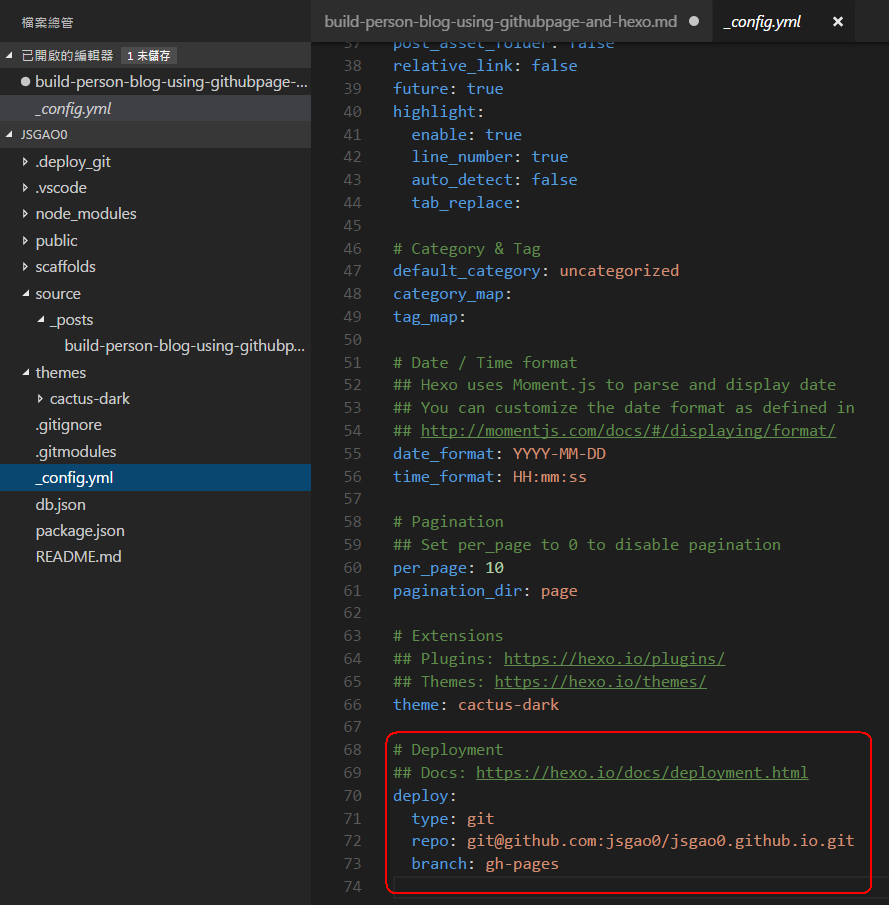 檔案總管
已開啟的編輯器 1 未儲存
build-person-blog-using-githubpage-...
_config.yml
JSGAO0
.deploy_git
.vscode
node_modules
public
scaffolds
source
_posts
build-person-blog-using-githubp...
themes
cactus-dark
.gitignore
.gitmodules
_config.yml
db.json
package.json
README.md
build-person-blog-using-githubpage-and-hexo.md
_config.yml
37 post_asset_folder: false
38 relative_link: false
39 future: true
40 highlight:
41 enable: true
42 line_number: true
43 auto_detect: false
44 tab_replace:
45
46 # Category & Tag
47 default_category: uncategorized
48 category_map:
49 tag_map:
50
51 # Date / Time format
52 ## Hexo uses Moment.js to parse and display date
53 ## You can customize the date format as defined in
54 ## http://momentjs.com/docs/#/displaying/format/
55 date_format: YYYY-MM-DD
56 time_format: HH:mm:ss
57
58 # Pagination
59 ## Set per_page to 0 to disable pagination
60 per_page: 10
61 pagination_dir: page
62
63 # Extensions
64 ## Plugins: https://hexo.io/plugins/
65 ## Themes: https://hexo.io/themes/
66 theme: cactus-dark
67
68 # Deployment
69 ## Docs: https://hexo.io/docs/deployment.html
70 deploy:
71 type: git
72 repo: git@github.com:jsgao0/jsgao0.github.io.git
73 branch: gh-pages
74